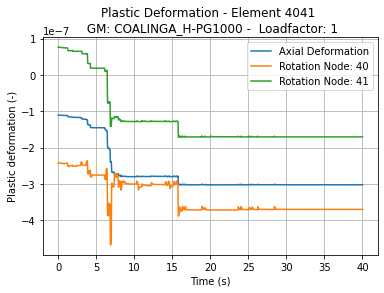 Plastic Deformation - Element 4041
GM: COALINGA_H-PG1000 - Loadfactor: 1
1e−7
Axial Deformation
Rotation Node: 40
Rotation Node: 41
1
0
−1
−2
−3
−4
Plastic deformation (-)
0 5 10 15 20 25 30 35 40
Time (s)